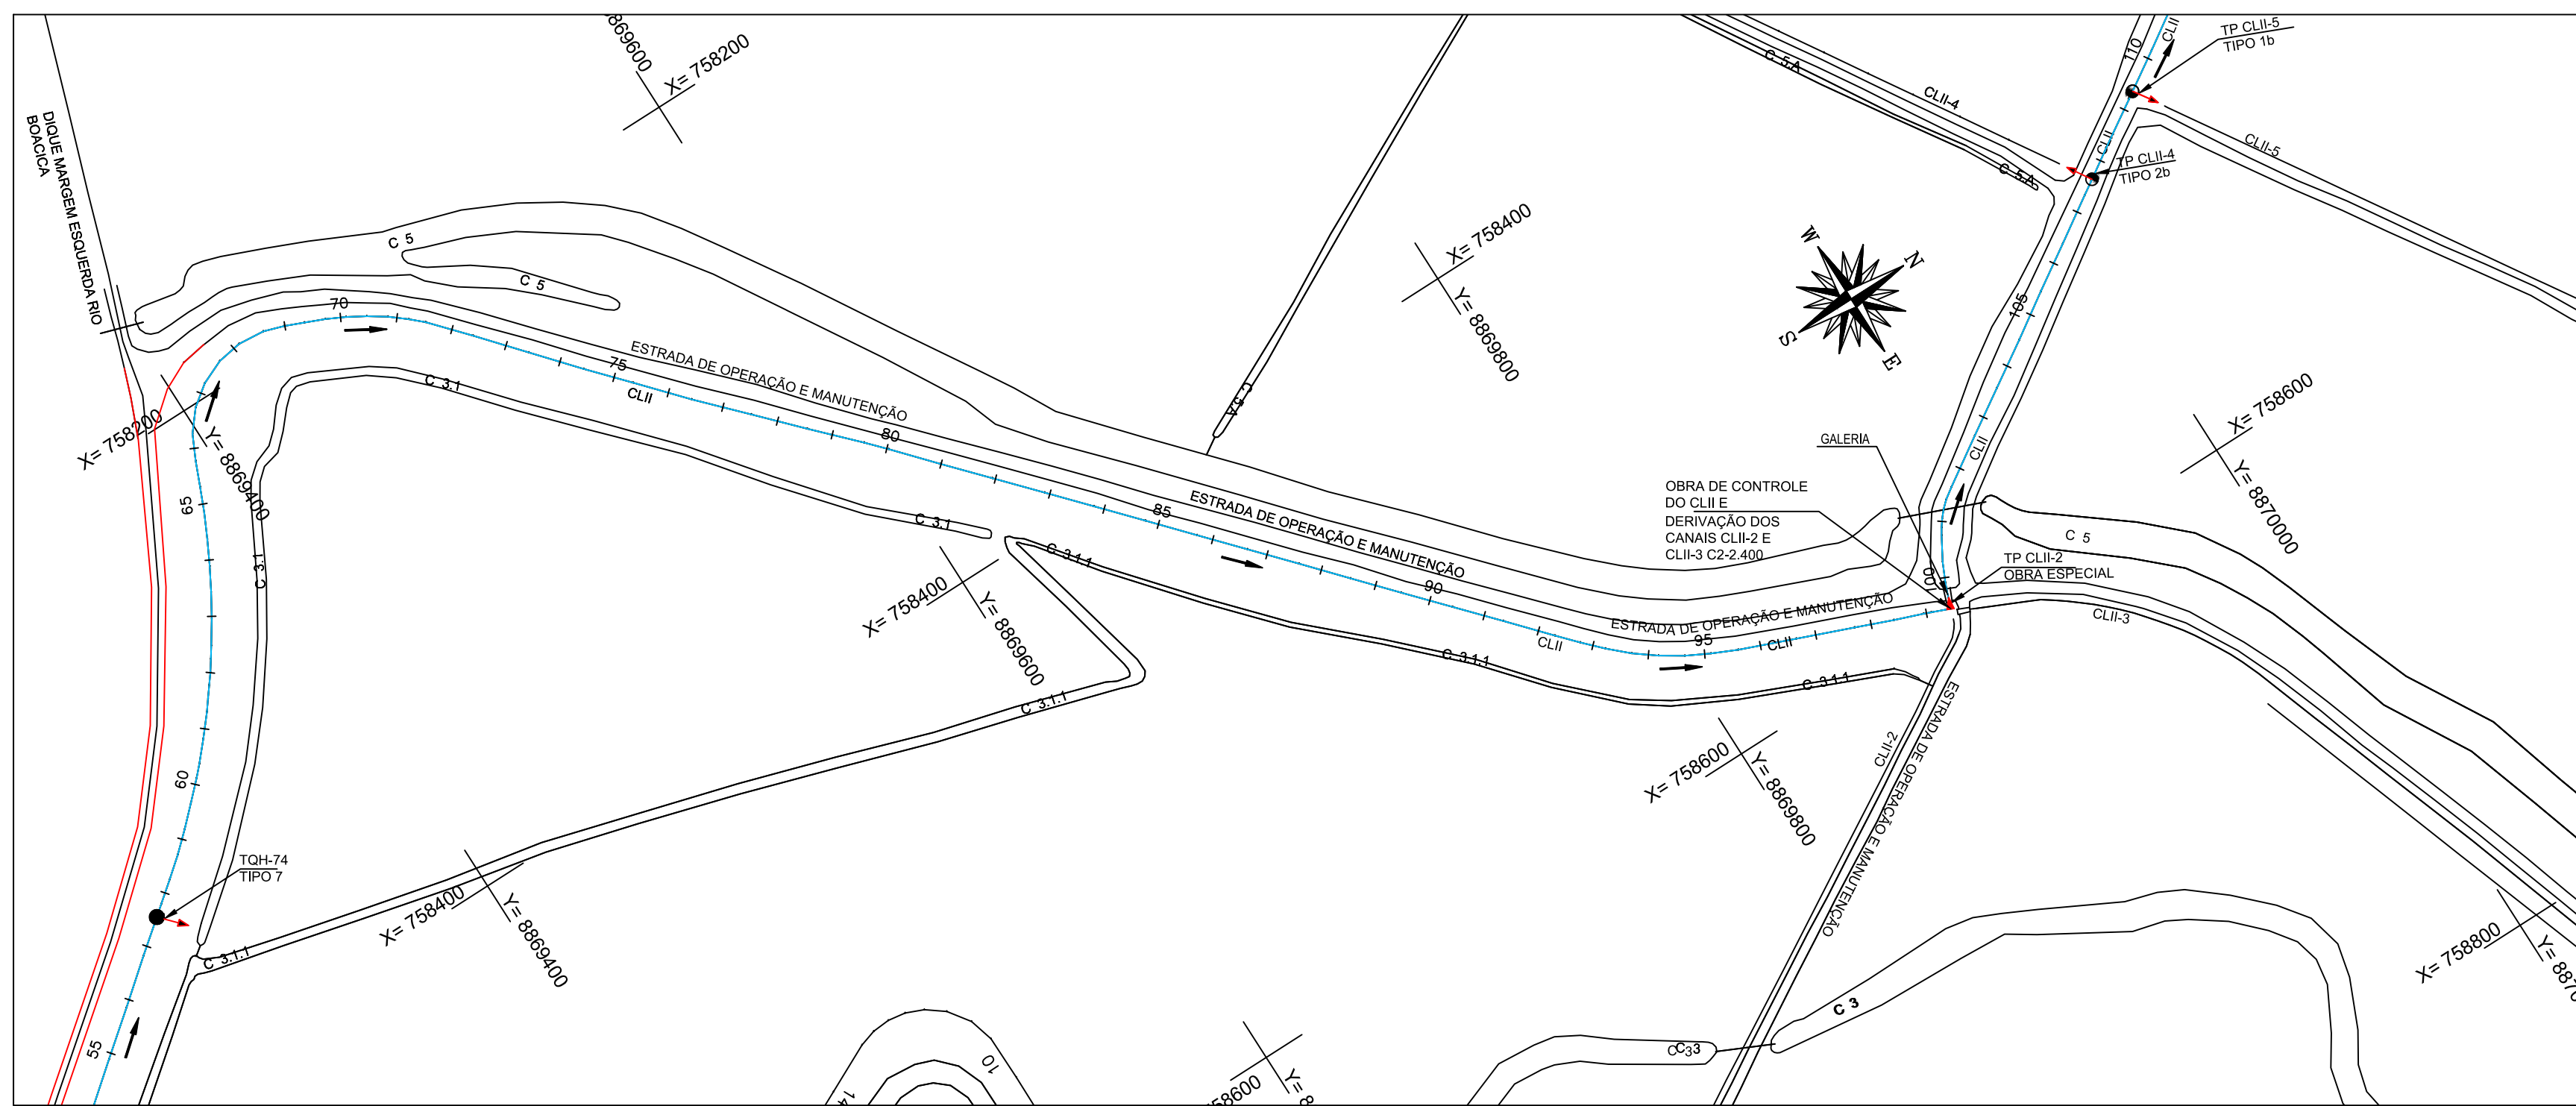 8869600
X= 758200
DIQUE MARGEM ESQUERDA RIO
BOACICA
C 5
C 5
70
75
CLII
ESTRADA DE OPERAÇÃO E MANUTENÇÃO
80
C 3.1
X= 758200
Y= 8869400
65
C 3.1
60
TQH-74
TIPO 7
C 3.1.1
55
X= 758400
Y= 8869400
C 3.1
C 3.1.1
C 3.1.1
X= 758400
Y= 8869600
85
ESTRADA DE OPERAÇÃO E MANUTENÇÃO
90
CLII
C 3.1.1
C 5A
X= 758400
Y= 8869800
C 5A
CLII-4
C 5A
110
CLII
TP CLII-5
TIPO 1b
CLII
TP CLII-4
TIPO 2b
CLII-5
W
N
S
E
105
CLII
GALERIA
OBRA DE CONTROLE
DO CLII E
DERIVAÇÃO DOS
CANAIS CLII-2 E
CLII-3 C2-2.400
X= 758600
Y= 8870000
C 5
TP CLII-2
OBRA ESPECIAL
CLII-3
ESTRADA DE OPERAÇÃO E MANUTENÇÃO
95
CLII
C 3.1.1
X= 758600
Y= 8869800
CLII-2
ESTRADA DE OPERAÇÃO E MANUTENÇÃO
C 3
X= 758800
10